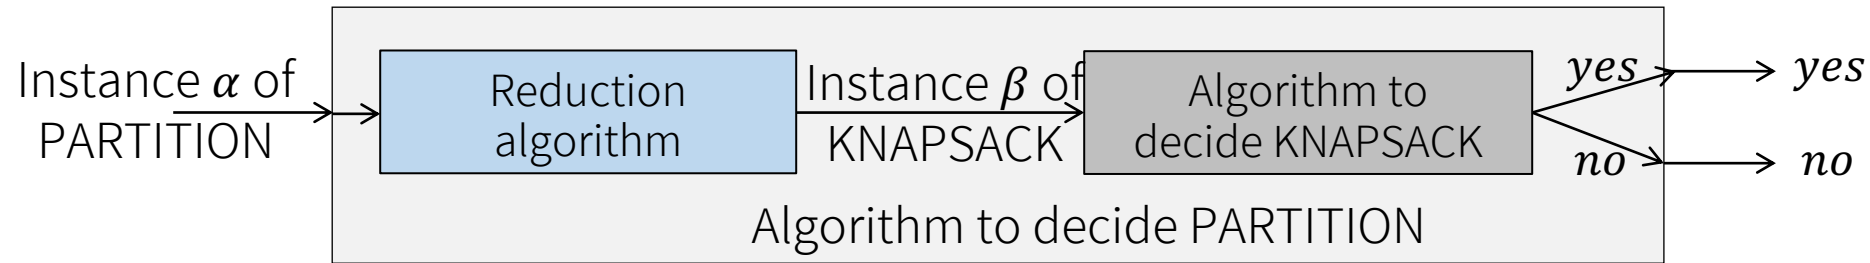 Instance α of
PARTITION
Reduction
algorithm
Instance β of
KNAPSACK
Algorithm to
decide KNAPSACK
yes
no
yes
no
Algorithm to decide PARTITION